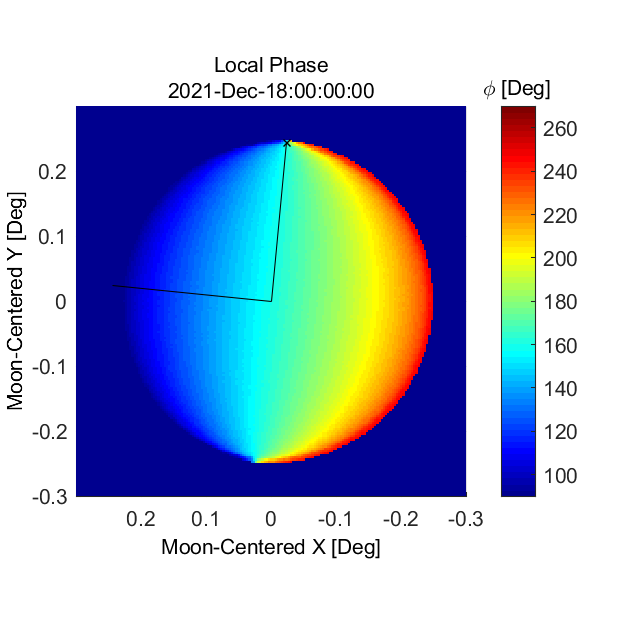 Local Phase
2021-Dec-18:00:00:00:00
ϕ [Deg]
260
240
220
200
180
160
140
120
100
0.2
0.1
0
-0.1
-0.2
-0.3
Moon-Centered Y [Deg]
0.2 0.1 0 -0.1 -0.2 -0.3
Moon-Centered X [Deg]